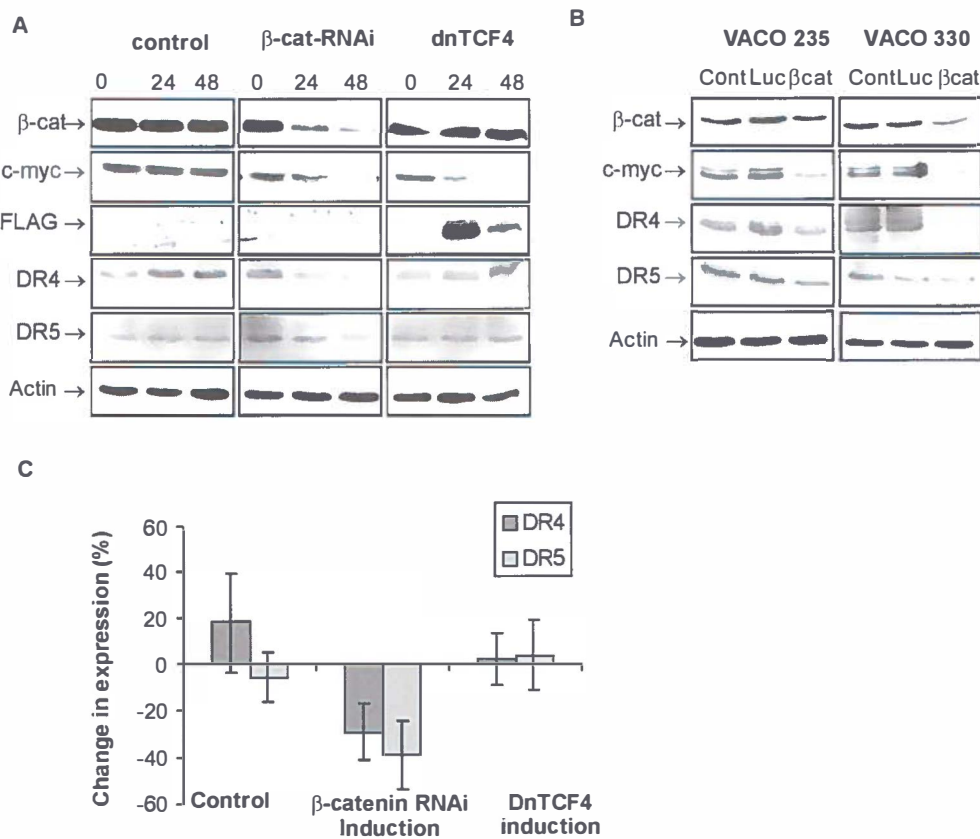 A
control β-cat-RNAi dnTCF4
0 24 48 0 24 48 0 24 48
β-cat→
c-myc→
FLAG →
DR4→
DR5→
Actin →
B
VACO 235 VACO 330
Cont Luc βcat Cont Luc βcat
β-cat →
c-myc→
DR4→
DR5→
Actin →
C
Change in expression (%)
60
40
20
0
-20
-40
-60
DR4
DR5
Control β-catenin RNAi DnTCF4
Induction induction